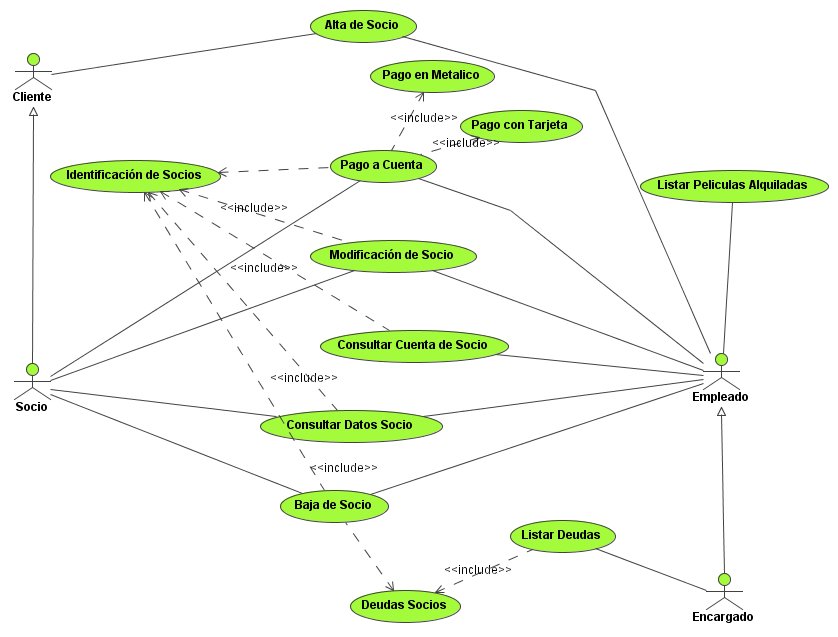 Alta de Socio
Pago en Metalico
Cliente
<<include>>
Pago con Tarjeta
<<include>>
Pago a Cuenta
Identificación de Socios
Listar Peliculas Alquiladas
<<include>>
Modificación de Socio
<<include>>
Consultar Cuenta de Socio
<<include>>
Socio
Empleado
Consultar Datos Socio
<<include>>
Baja de Socio
Listar Deudas
<<include>>
Deudas Socios
Encargado